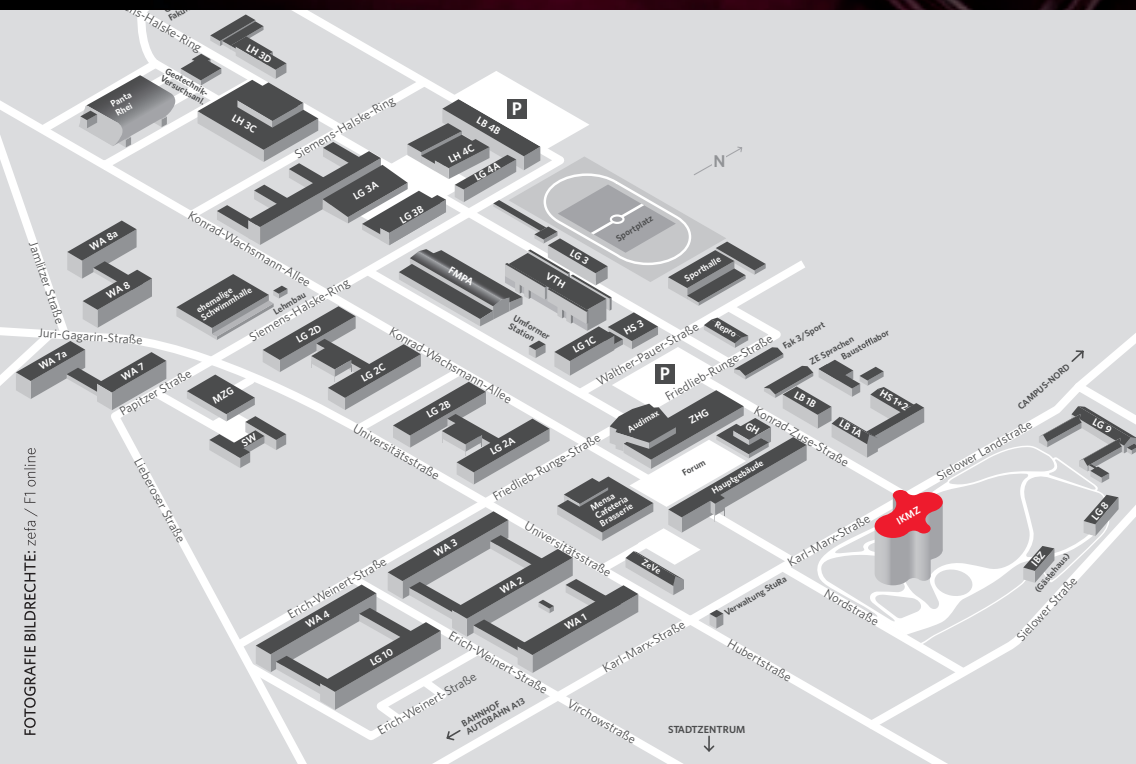 ns-Halske-Ring
LH 3D
Geotechnik-
Versuchsanl.
Panta
Rhei
LH 3C
Siemens-Halske-Ring
P
LB 4B
LH 4C
LG 4A
LG 3A
LG 3B
N
Sportplatz
Konrad-Wachsmann-Allee
Jamlitzer Straße
WA 8a
WA 8
ehemalige
Schwimmhalle
Lehmbau
Siemens-Halske-Ring
FMPA
VTH
LG 3
Sporthalle
Umformer
Station
LG 1C
HS 3
Repro
Walther-Pauer-Straße
Fak 3/Sport
ZE Sprachen
Baustofflabor
Juri-Gagarin-Straße
WA 7a
WA 7
Papitzer Straße
MZG
SW
LG 2D
LG 2C
Konrad-Wachsmann-Allee
LG 2B
LG 2A
Universitätsstraße
P
Friedlieb-Runge-Straße
Audimax
ZHG
GH
Konrad-Zuse-Straße
LB 1B
LB 1A
HS 1+2
CAMPUS-NORD
Sielower Landstraße
LG 9
LG 8
Friedlieb-Runge-Straße
Forum
Hauptgebäude
Mensa
Cafeteria
Brasserie
IKMZ
Karl-Marx-Straße
IBZ
(Gästehaus)
Sielower Straße
Nordstraße
Lieberoser Straße
Universitätsstraße
ZeVe
Verwaltung StuRa
WA 3
WA 2
WA 1
WA 4
LG 10
Erich-Weinert-Straße
Erich-Weinert-Straße
Erich-Weinert-Straße
Karl-Marx-Straße
Hubertstraße
Virchowstraße
BAHNHOF
AUTOBAHN A13
STADTZENTRUM
FOTOGRAFIE BILDRECHTE: zefa / F1 online